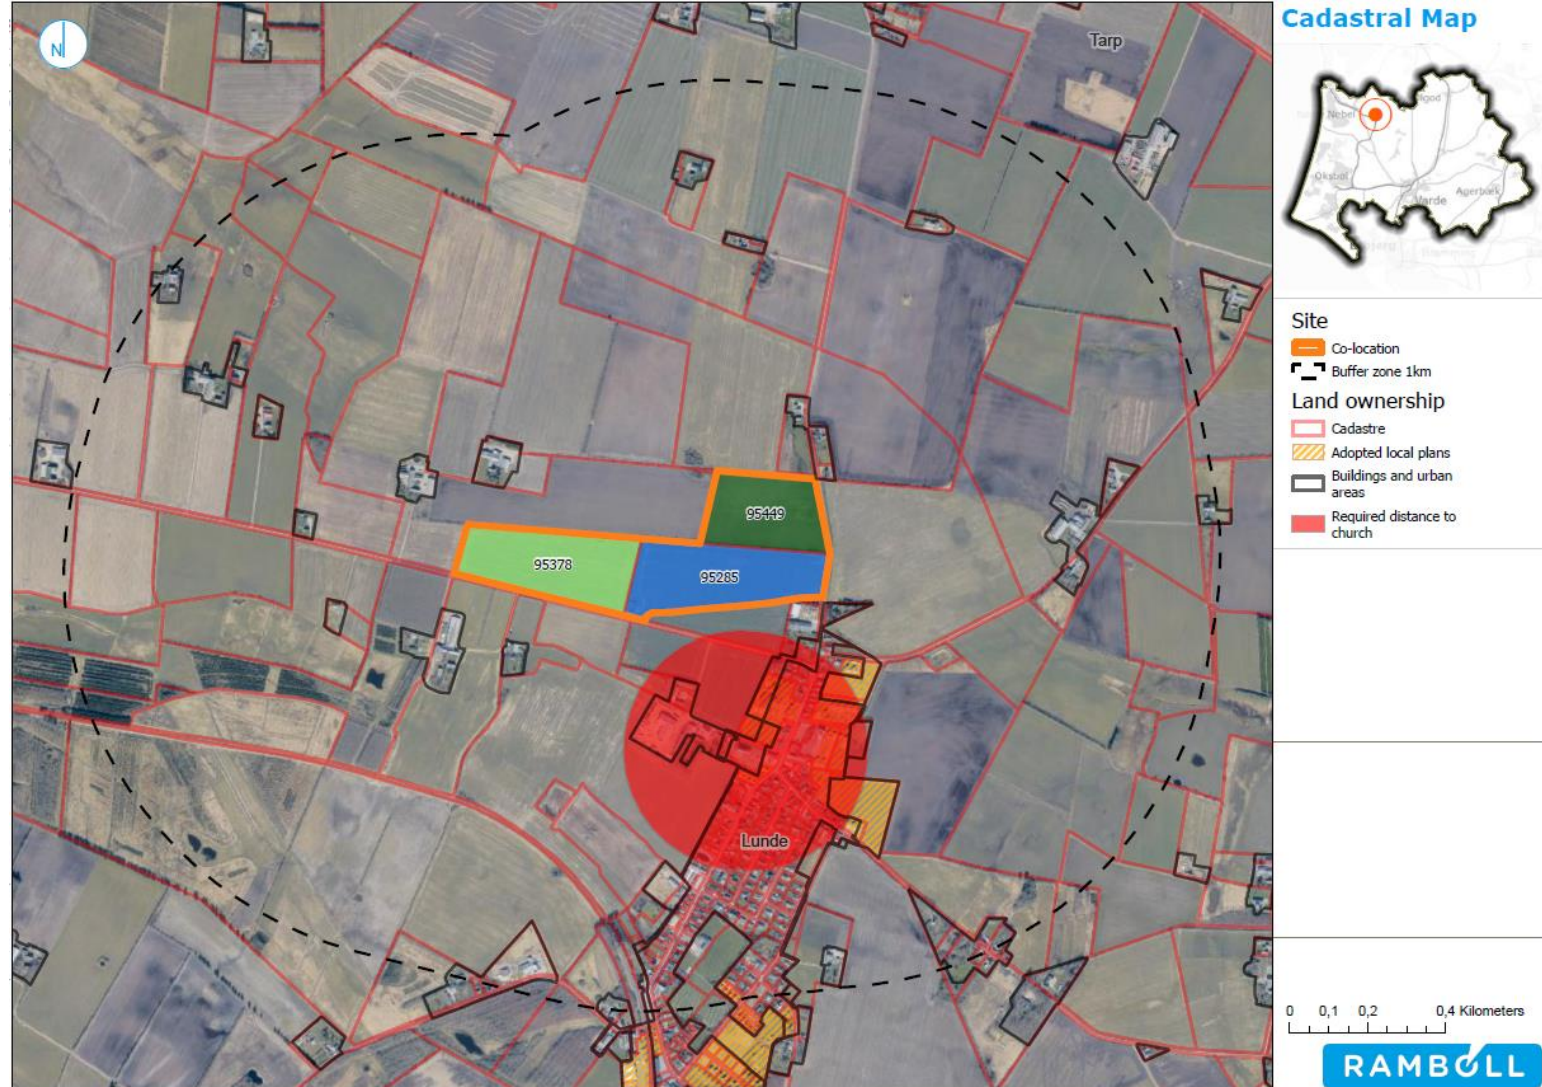 N
Tarp
95449
95378
95285
Lunde
Cadastral Map
Nebel
Oksbøl
Varde
Agerbæk
Site
Co-location
Buffer zone 1km
Land ownership
Cadastre
Adopted local plans
Buildings and urban
areas
Required distance to
church
0 0,1 0,2 0,4 Kilometers
RAMBOLL